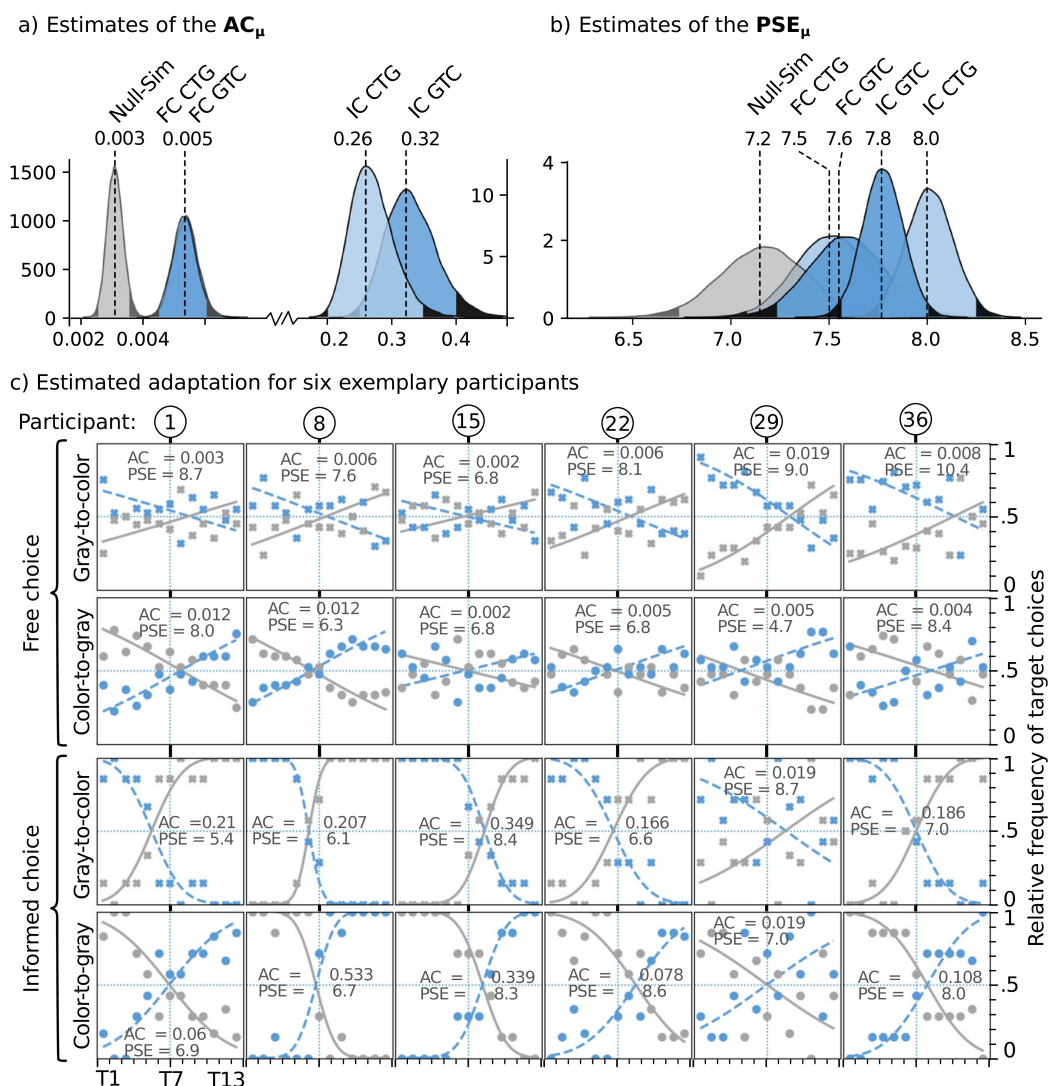 a) Estimates of the ACμ
b) Estimates of the PSEμ
Null-Sim
FC CTG
FC GTC
IC CTG
IC GTC
Null-Sim
FC CTG
FC GTC
IC GTC
IC CTG
0.003
0.005
0.26
0.32
7.2
7.5
7.6
7.8
8.0
1500
1000
500
0
10
5
4
2
0
0.002
0.004
0.2
0.3
0.4
6.5
7.0
7.5
8.0
8.5
c) Estimated adaptation for six exemplary participants
Participant:
1
8
15
22
29
36
Free choice
Gray-to-color
AC = 0.003
PSE = 8.7
AC = 0.006
PSE = 7.6
AC = 0.002
PSE = 6.8
AC = 0.006
PSE = 8.1
AC = 0.019
PSE = 9.0
AC = 0.008
PSE = 10.4
1
.5
0
Color-to-gray
AC = 0.012
PSE = 8.0
AC = 0.012
PSE = 6.3
AC = 0.002
PSE = 6.8
AC = 0.005
PSE = 6.8
AC = 0.005
PSE = 4.7
AC = 0.004
PSE = 8.4
1
.5
0
Informed choice
Gray-to-color
AC =0.21
PSE = 5.4
AC = 0.207
PSE = 6.1
AC = 0.349
PSE = 8.4
AC = 0.166
PSE = 6.6
AC = 0.019
PSE = 8.7
AC = 0.186
PSE = 7.0
1
.5
0
Color-to-gray
AC = 0.06
PSE = 6.9
AC = 0.533
PSE = 6.7
AC = 0.339
PSE = 8.3
AC = 0.078
PSE = 8.6
AC = 0.019
PSE = 7.0
AC = 0.108
PSE = 8.0
1
.5
0
Relative frequency of target choices
T1
T7
T13